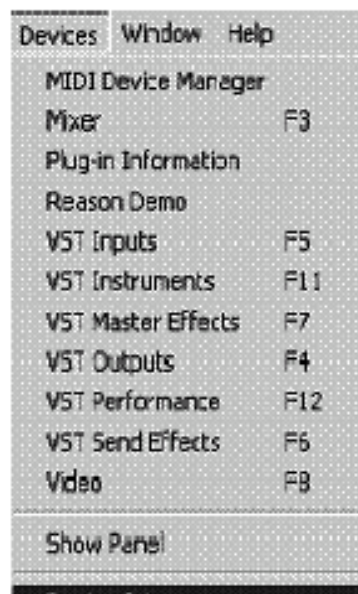 Devices Window Help
MIDI Device Manager
Mixer F3
Plug-in Information
Reason Demo
VST Inputs F5
VST Instruments F11
VST Master Effects F7
VST Outputs F4
VST Performance F12
VST Send Effects F6
Video F8
Show Panel